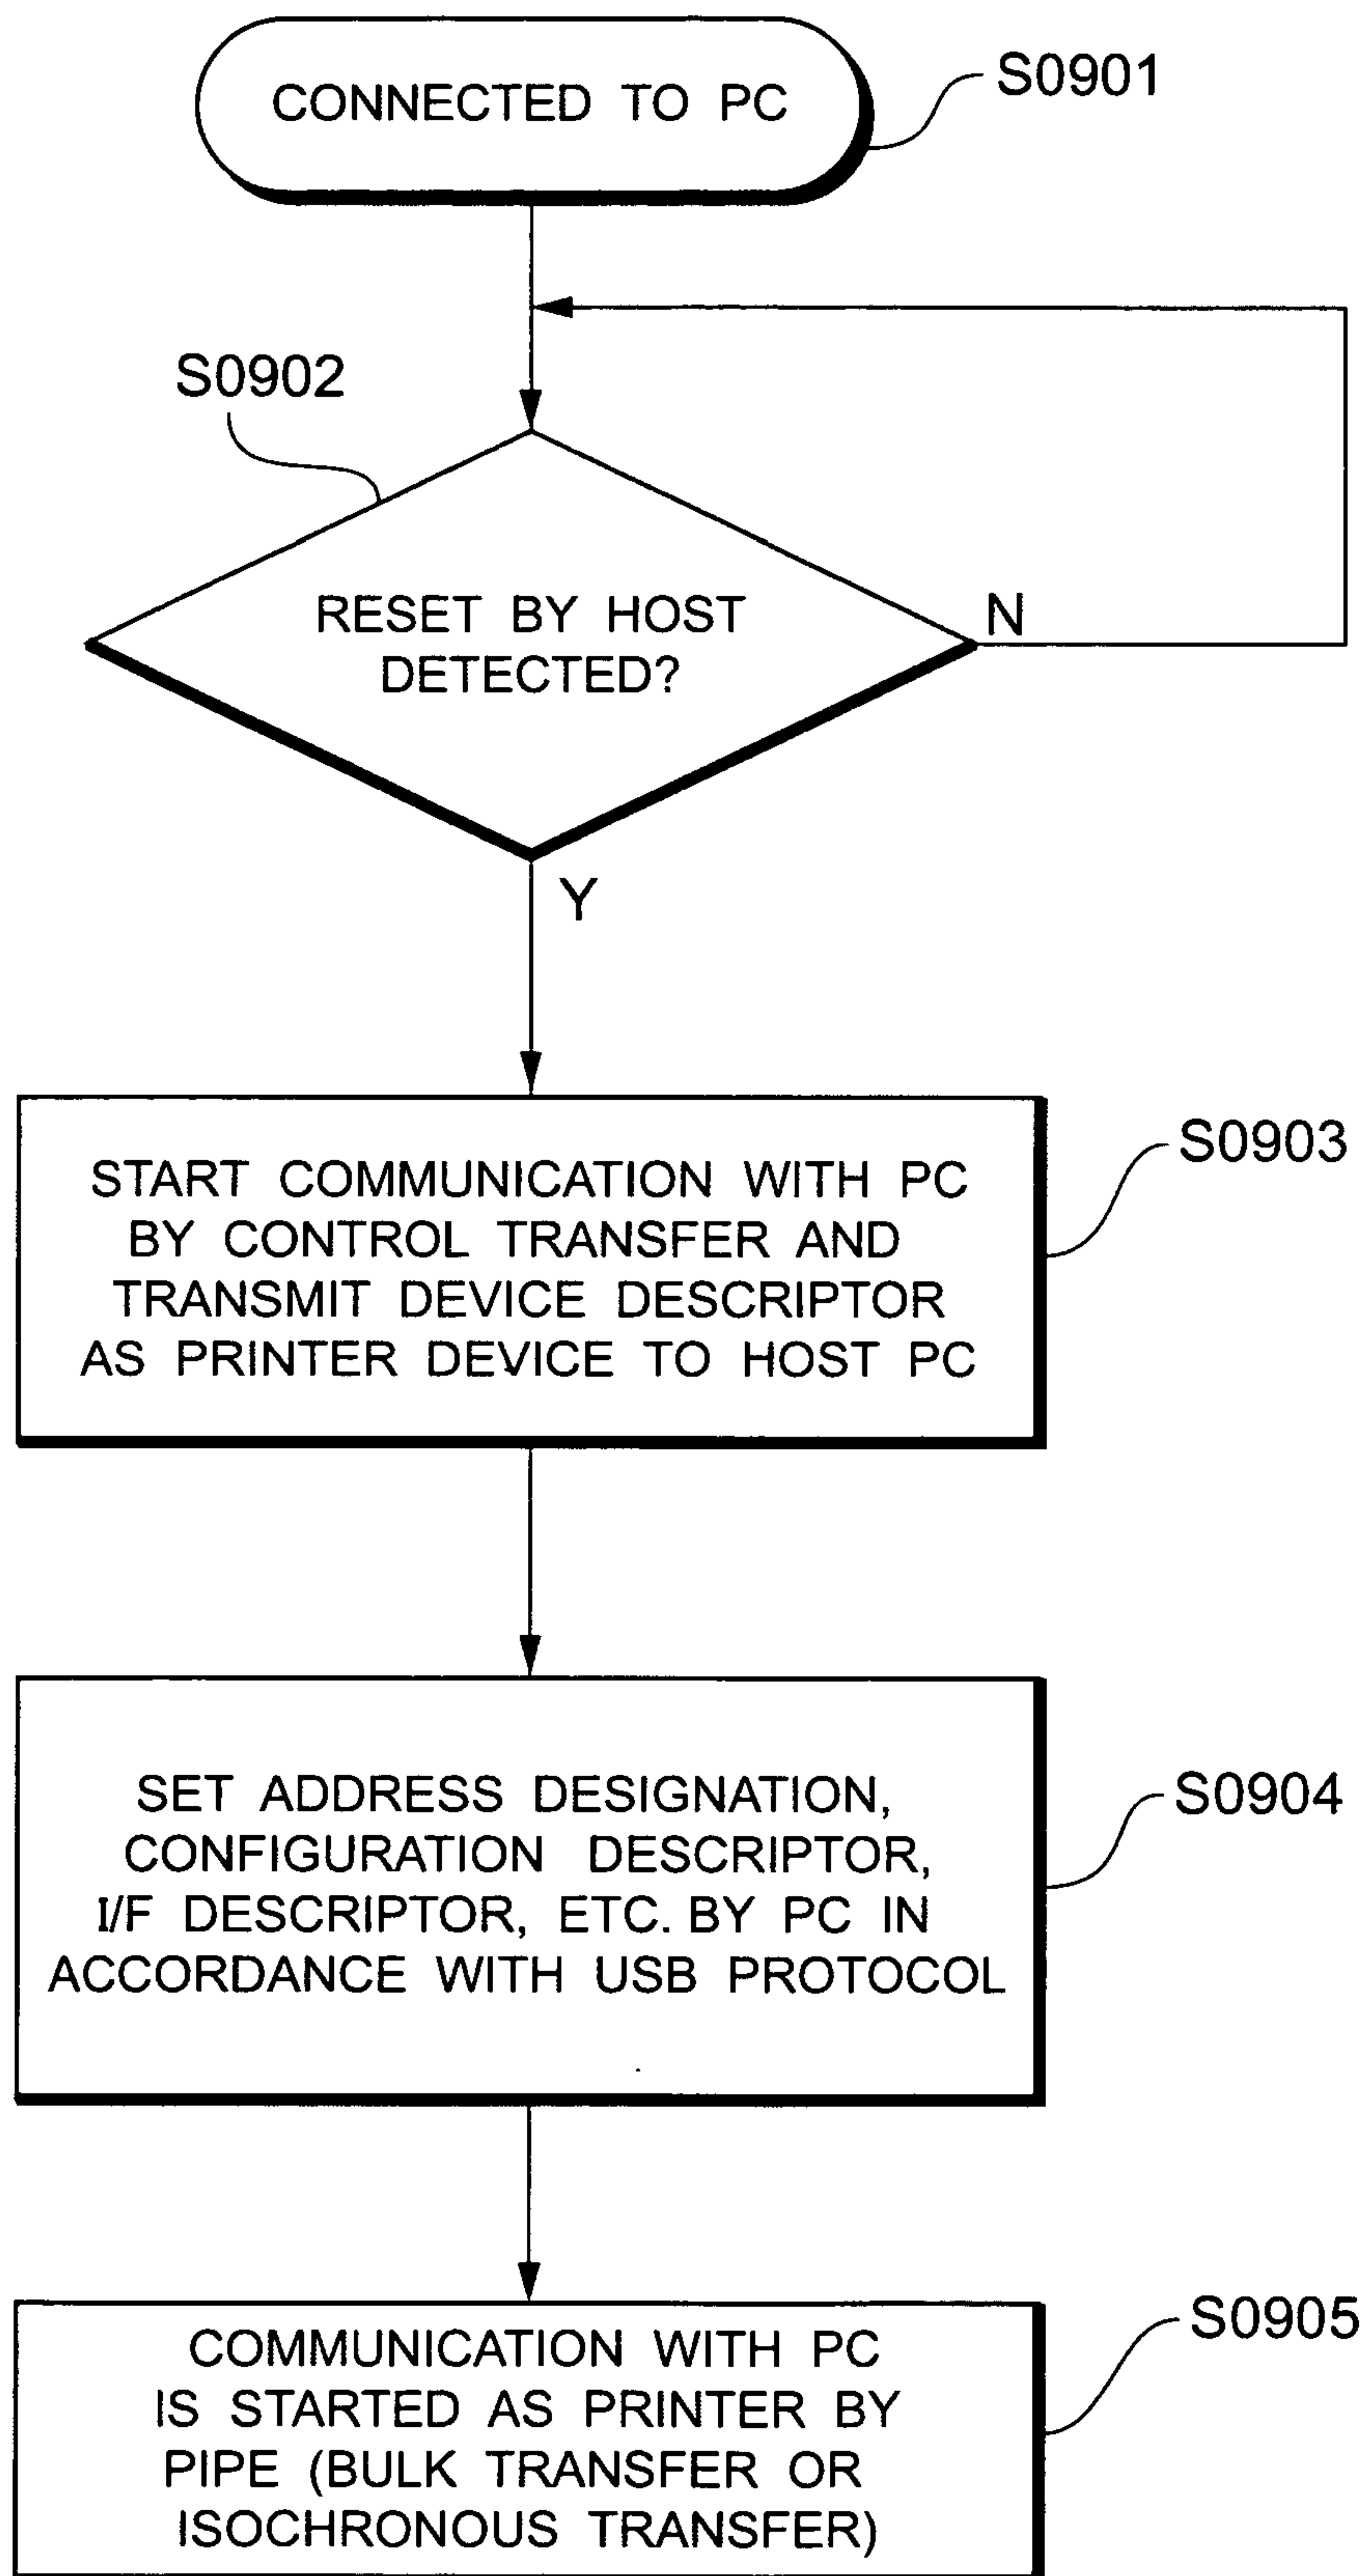 CONNECTED TO PC
S0901
S0902
RESET BY HOST
DETECTED?
N
Y
START COMMUNICATION WITH PC
BY CONTROL TRANSFER AND
TRANSMIT DEVICE DESCRIPTOR
AS PRINTER DEVICE TO HOST PC
S0903
SET ADDRESS DESIGNATION,
CONFIGURATION DESCRIPTOR,
I/F DESCRIPTOR, ETC. BY PC IN
ACCORDANCE WITH USB PROTOCOL
S0904
COMMUNICATION WITH PC
IS STARTED AS PRINTER BY
PIPE (BULK TRANSFER OR
ISOCHRONOUS TRANSFER)
S0905